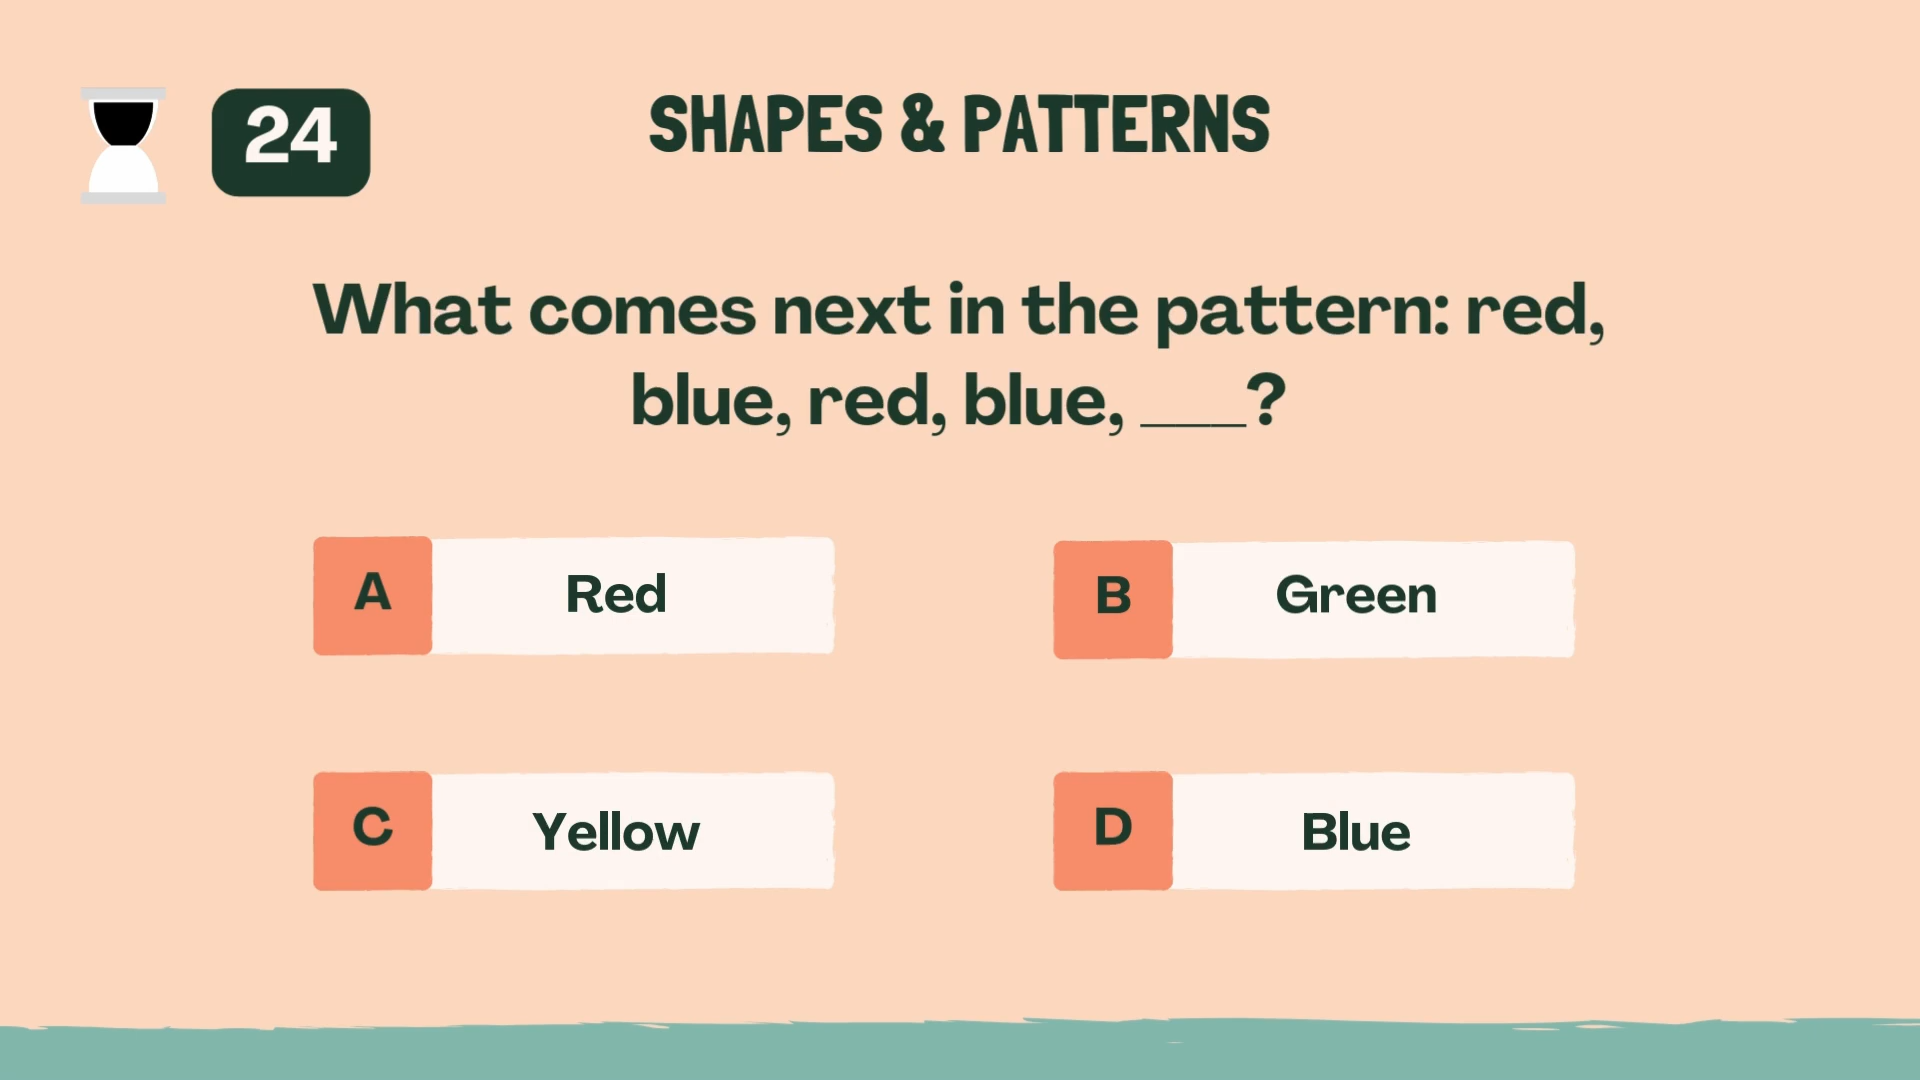 24
SHAPES & PATTERNS
What comes next in the pattern: red,
blue, red, blue, ___?
A Red
B Green
C Yellow
D Blue